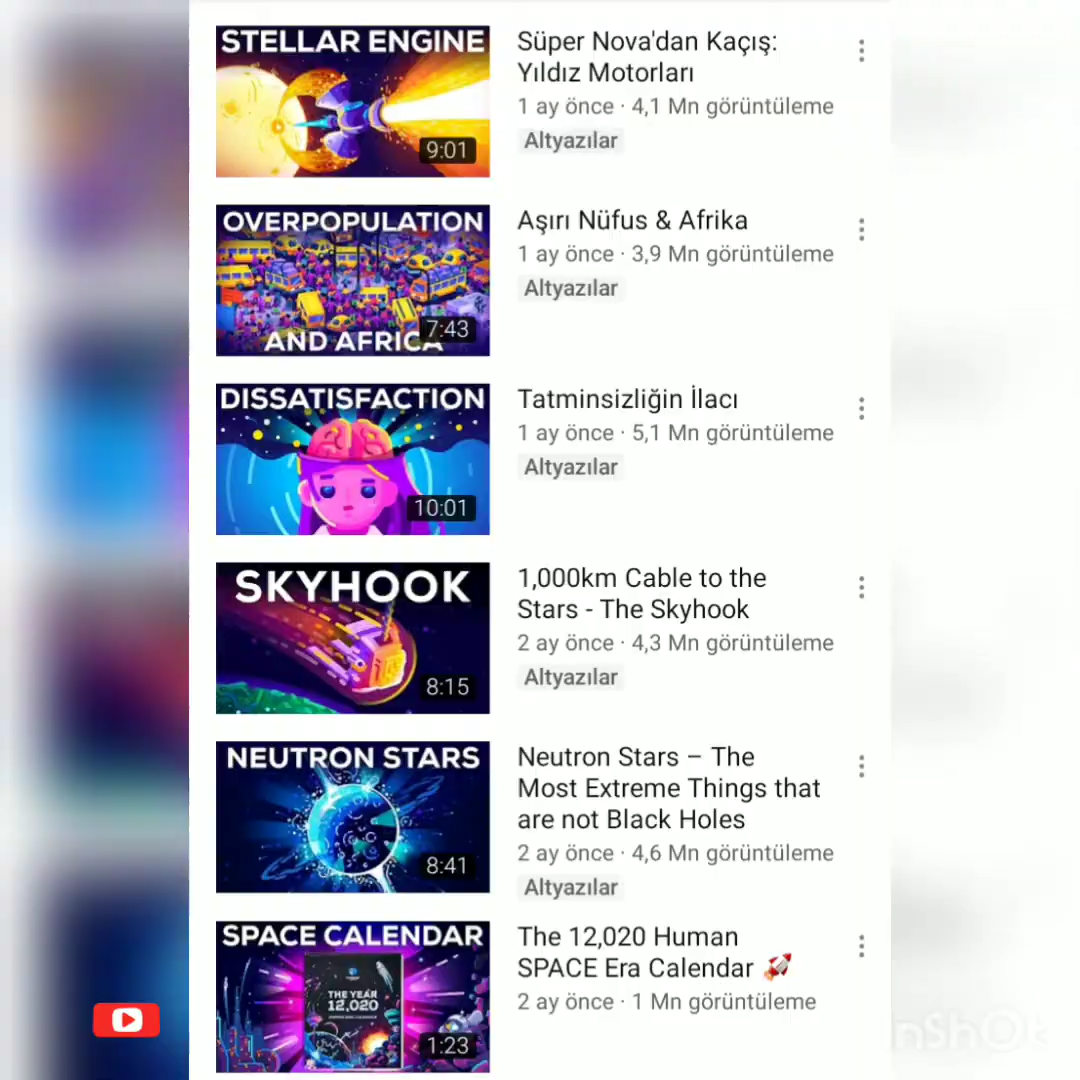 STELLAR ENGINE
9:01
Süper Nova'dan Kaçış:
Yıldız Motorları
1 ay önce · 4,1 Mn görüntüleme
Altyazılar
OVERPOPULATION
AND AFRICA
7:43
Aşırı Nüfus & Afrika
1 ay önce · 3,9 Mn görüntüleme
Altyazılar
DISSATISFACTION
10:01
Tatminsizliğin İlacı
1 ay önce · 5,1 Mn görüntüleme
Altyazılar
SKYHOOK
8:15
1,000km Cable to the
Stars - The Skyhook
2 ay önce · 4,3 Mn görüntüleme
Altyazılar
NEUTRON STARS
8:41
Neutron Stars – The
Most Extreme Things that
are not Black Holes
2 ay önce · 4,6 Mn görüntüleme
Altyazılar
SPACE CALENDAR
THE YEAR
12,020
1:23
The 12,020 Human
SPACE Era Calendar 🚀
2 ay önce · 1 Mn görüntüleme